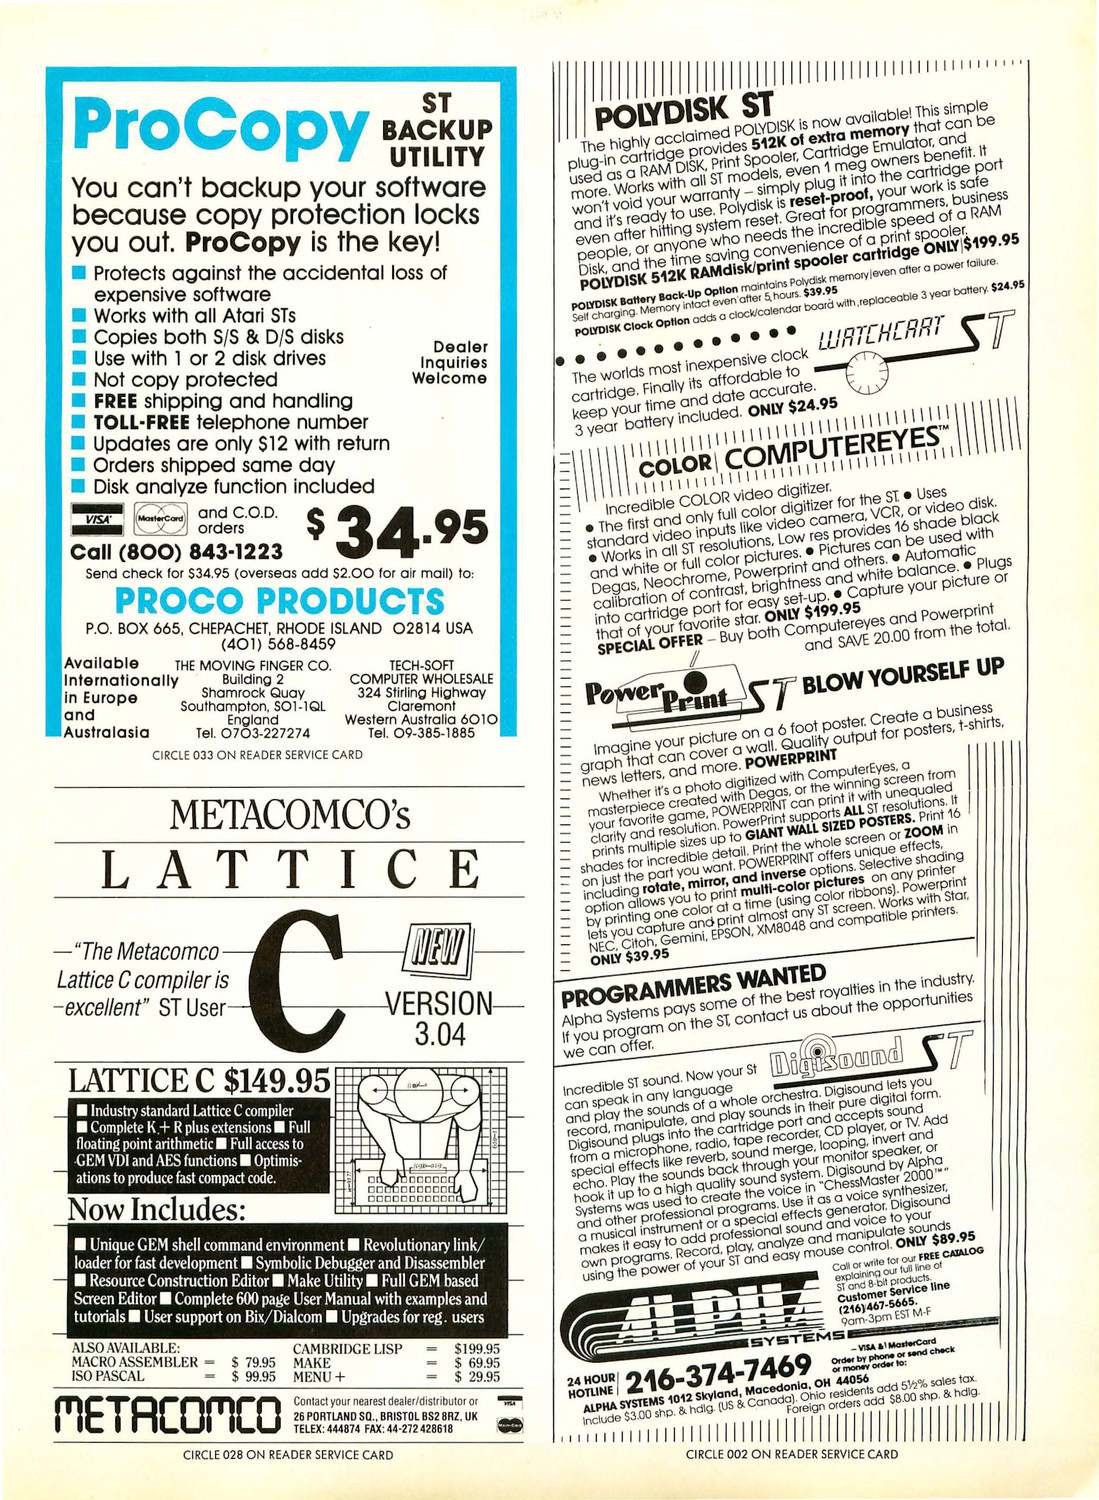 ProCopy
ST
BACKUP
UTILITY
You can't backup your software
because copy protection locks
you out. ProCopy is the key!
Protects against the accidental loss of
expensive software
Works with all Atari STs
Copies both S/S & D/S disks
Use with 1 or 2 disk drives
Not copy protected
FREE shipping and handling
TOLL-FREE telephone number
Updates are only $12 with return
Orders shipped same day
Disk analyze function included
Dealer
Inquiries
Welcome
VISA MasterCard and C.O.D.
orders
$34.95
Call (800) 843-1223
Send check for $34.95 (overseas add $2.00 for air mail) to:
PROCO PRODUCTS
P.O. BOX 665, CHEPACHET, RHODE ISLAND 02814 USA
(401) 568-8459
Available
Internationally
in Europe
and
Australasia
THE MOVING FINGER CO.
Building 2
Shamrock Quay
Southampton, SO1-1QL
England
Tel. 0703-227274
TECH-SOFT
COMPUTER WHOLESALE
324 Stirling Highway
Claremont
Western Australia 6010
Tel. 09-385-1885
CIRCLE 033 ON READER SERVICE CARD
METACOMCO's
LATTICE
C
"The Metacomco
Lattice C compiler is
excellent" ST User
NEW
VERSION
3.04
LATTICE C $149.95
■ Industry standard Lattice C compiler
■ Complete K + R plus extensions ■ Full
floating point arithmetic ■ Full access to
GEM VDI and AES functions ■ Optimis-
ations to produce fast compact code.
Now Includes:
■ Unique GEM shell command environment ■ Revolutionary link/
loader for fast development ■ Symbolic Debugger and Disassembler
■ Resource Construction Editor ■ Make Utility ■ Full GEM based
Screen Editor ■ Complete 600 page User Manual with examples and
tutorials ■ User support on Bix/Dialcom ■ Upgrades for reg. users
ALSO AVAILABLE:
MACRO ASSEMBLER = $ 79.95
ISO PASCAL = $ 99.95
CAMBRIDGE LISP = $199.95
MAKE = $ 69.95
MENU + = $ 29.95
METACOMCO
Contact your nearest dealer/distributor or
26 PORTLAND SQ., BRISTOL BS2 8RZ, UK
TELEX: 444874 FAX: 44-272 428618
VISA
MasterCard
CIRCLE 028 ON READER SERVICE CARD
POLYDISK ST
The highly acclaimed POLYDISK is now available! This simple
plug-in cartridge provides 512K of extra memory that can be
used as a RAM DISK, Print Spooler, Cartridge Emulator, and
more. Works with all ST models, even 1 meg owners benefit. It
won't void your warranty – simply plug it into the cartridge port
and it's ready to use. Polydisk is reset-proof, your work is safe
even after hitting system reset. Great for programmers, business
people, or anyone who needs the incredible speed of a RAM
Disk, and the time saving convenience of a print spooler.
POLYDISK 512K RAMdisk/print spooler cartridge ONLY $199.95
POLYDISK Battery Back-Up Option maintains Polydisk memory even after a power failure.
Self charging. Memory intact even after 5 hours. $39.95
POLYDISK Clock Option adds a clock/calendar board with replaceable 3 year battery. $24.95
WATCHCART ST
The worlds most inexpensive clock
cartridge. Finally its affordable to
keep your time and date accurate.
3 year battery included. ONLY $24.95
COLOR COMPUTEREYES™
Incredible COLOR video digitizer.
● The first and only full color digitizer for the ST. ● Uses
standard video inputs like video camera, VCR, or video disk.
● Works in all ST resolutions, Low res provides 16 shade black
and white or full color pictures. ● Pictures can be used with
Degas, Neochrome, Powerprint and others. ● Automatic
calibration of contrast, brightness and white balance. ● Plugs
into cartridge port for easy set-up. ● Capture your picture or
that of your favorite star. ONLY $199.95
SPECIAL OFFER – Buy both Computereyes and Powerprint
and SAVE 20.00 from the total.
Power Print ST BLOW YOURSELF UP
Imagine your picture on a 6 foot poster. Create a business
graph that can cover a wall. Quality output for posters, t-shirts,
news letters, and more. POWERPRINT
Whether it's a photo digitized with ComputerEyes, a
masterpiece created with Degas, or the winning screen from
your favorite game, POWERPRINT can print it with unequaled
clarity and resolution. PowerPrint supports ALL ST resolutions. It
prints multiple sizes up to GIANT WALL SIZED POSTERS. Print 16
shades for incredible detail. Print the whole screen or ZOOM in
on just the part you want. POWERPRINT offers unique effects,
including rotate, mirror, and inverse options. Selective shading
option allows you to print multi-color pictures on any printer
by printing one color at a time (using color ribbons). Powerprint
lets you capture and print almost any ST screen. Works with Star,
NEC, Citoh, Gemini, EPSON, XM8048 and compatible printers.
ONLY $39.95
PROGRAMMERS WANTED
Alpha Systems pays some of the best royalties in the industry.
If you program on the ST, contact us about the opportunities
we can offer.
Digisound ST
Incredible ST sound. Now your St
can speak in any language
and play the sounds of a whole orchestra. Digisound lets you
record, manipulate, and play sounds in their pure digital form.
Digisound plugs into the cartridge port and accepts sound
from a microphone, radio, tape recorder, CD player, or TV. Add
special effects like reverb, sound merge, looping, invert and
echo. Play the sounds back through your monitor speaker, or
hook it up to a high quality sound system. Digisound by Alpha
Systems was used to create the voice in "ChessMaster 2000™"
and other professional programs. Use it as a voice synthesizer,
a musical instrument or a special effects generator. Digisound
makes it easy to add professional sound and voice to your
own programs. Record, play, analyze and manipulate sounds
using the power of your ST and easy mouse control. ONLY $89.95
Call or write for our FREE CATALOG
explaining our full line of
ST and 8-bit products.
Customer Service line
(216)467-5665.
9am-3pm EST M-F
ALPHA
SYSTEMS
– VISA & MasterCard
Order by phone or send check
or money order to:
24 HOUR
HOTLINE 216-374-7469
ALPHA SYSTEMS 1012 Skyland, Macedonia, OH 44056
Include $3.00 shp. & hdlg. (US & Canada). Ohio residents add 5½% sales tax.
Foreign orders add $8.00 shp. & hdlg.
CIRCLE 002 ON READER SERVICE CARD